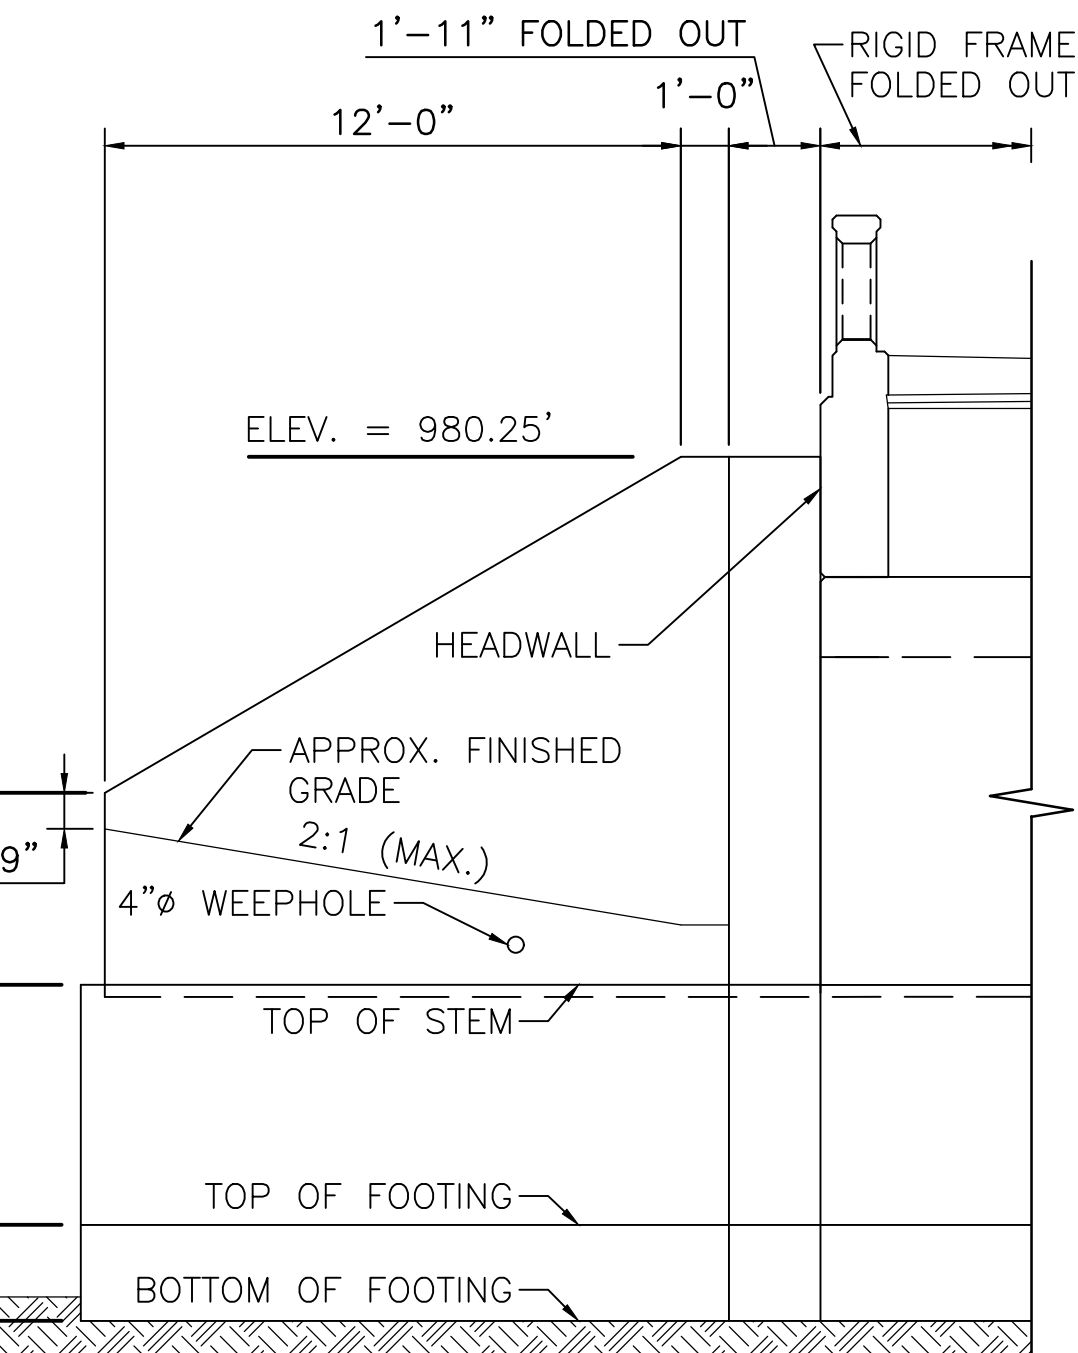 1'-11" FOLDED OUT
RIGID FRAME
FOLDED OUT
1'-0"
12'-0"
ELEV. = 980.25'
HEADWALL
APPROX. FINISHED
GRADE
2:1 (MAX.)
9"
4"ø WEEPHOLE
TOP OF STEM
TOP OF FOOTING
BOTTOM OF FOOTING